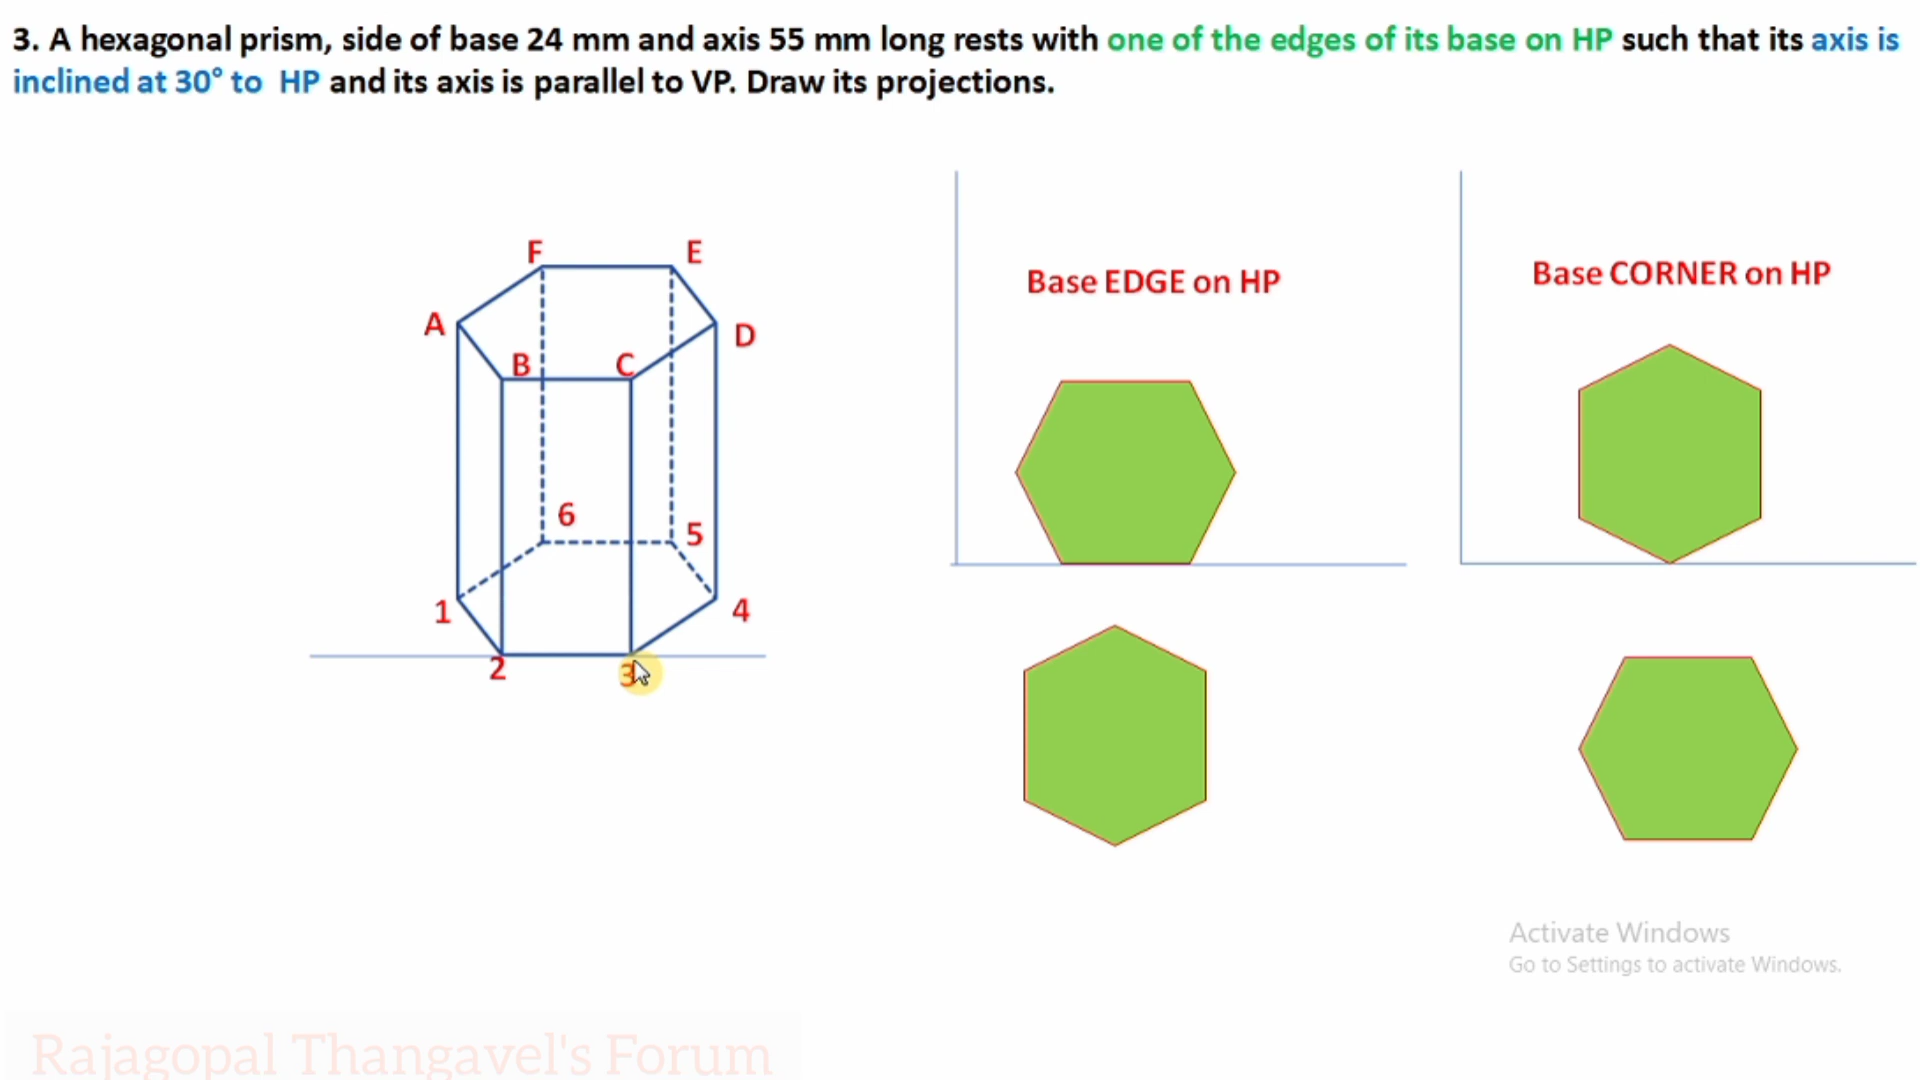 3. A hexagonal prism, side of base 24 mm and axis 55 mm long rests with one of the edges of its base on HP such that its axis is
inclined at 30° to HP and its axis is parallel to VP. Draw its projections.
F
E
A
D
B
C
6
5
1
4
2
3
Base EDGE on HP
Base CORNER on HP
Activate Windows
Go to Settings to activate Windows.
Rajagopal Thangavel's Forum